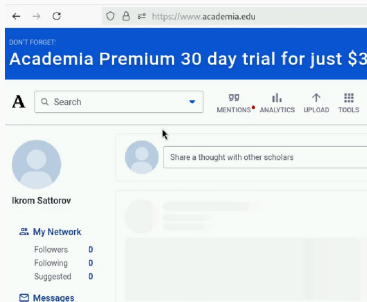 https://www.academia.edu
DON'T FORGET:
Academia Premium 30 day trial for just $3
A Search
MENTIONS ANALYTICS UPLOAD TOOLS
Share a thought with other scholars
Ikrom Sattorov
My Network
Followers 0
Following 0
Suggested 0
Messages